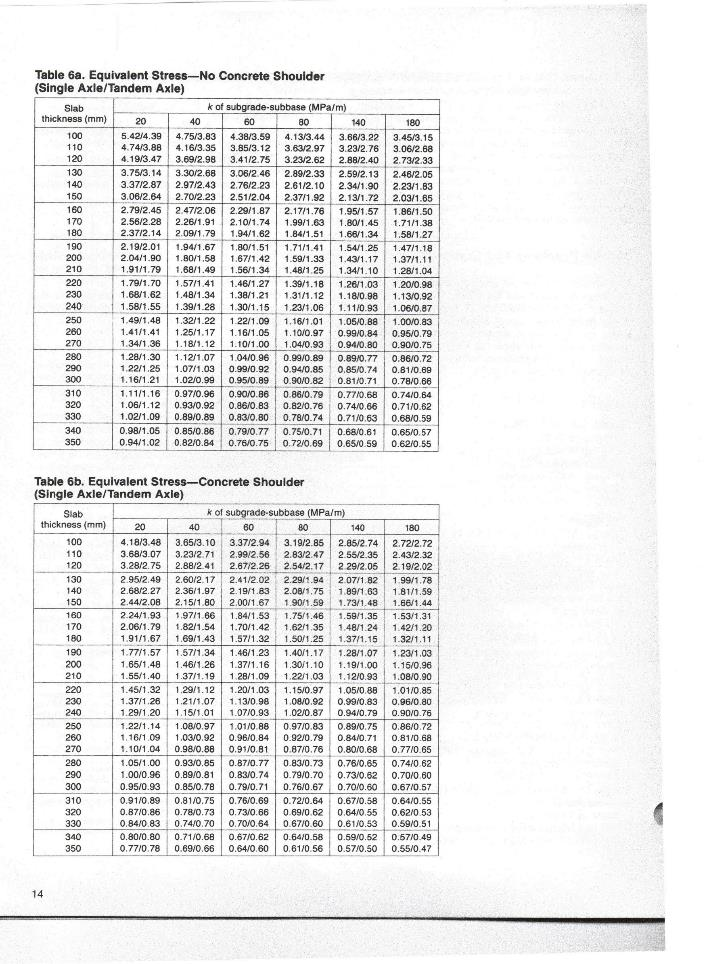 Table 6a. Equivalent Stress—No Concrete Shoulder
(Single Axle/Tandem Axle)
Slab thickness (mm) k of subgrade-subbase (MPa/m)
20 40 60 80 140 180
100 5.42/4.39 4.75/3.83 4.38/3.59 4.13/3.44 3.66/3.22 3.45/3.15
110 4.74/3.88 4.16/3.35 3.85/3.12 3.63/2.97 3.23/2.76 3.06/2.68
120 4.19/3.47 3.69/2.98 3.41/2.75 3.23/2.62 2.88/2.40 2.73/2.33
130 3.75/3.14 3.30/2.68 3.06/2.46 2.89/2.33 2.59/2.13 2.46/2.05
140 3.37/2.87 2.97/2.43 2.76/2.23 2.61/2.10 2.34/1.90 2.23/1.83
150 3.06/2.64 2.70/2.23 2.51/2.04 2.37/1.92 2.13/1.72 2.03/1.65
160 2.79/2.45 2.47/2.06 2.29/1.87 2.17/1.76 1.95/1.57 1.86/1.50
170 2.56/2.28 2.26/1.91 2.10/1.74 1.99/1.63 1.80/1.45 1.71/1.38
180 2.37/2.14 2.09/1.79 1.94/1.62 1.84/1.51 1.66/1.34 1.58/1.27
190 2.19/2.01 1.94/1.67 1.80/1.51 1.71/1.41 1.54/1.25 1.47/1.18
200 2.04/1.90 1.80/1.58 1.67/1.42 1.59/1.33 1.43/1.17 1.37/1.11
210 1.91/1.79 1.68/1.49 1.56/1.34 1.48/1.25 1.34/1.10 1.28/1.04
220 1.79/1.70 1.57/1.41 1.46/1.27 1.39/1.18 1.26/1.03 1.20/0.98
230 1.68/1.62 1.48/1.34 1.38/1.21 1.31/1.12 1.18/0.98 1.13/0.92
240 1.58/1.55 1.39/1.28 1.30/1.15 1.23/1.06 1.11/0.93 1.06/0.87
250 1.49/1.48 1.32/1.22 1.22/1.09 1.16/1.01 1.05/0.88 1.00/0.83
260 1.41/1.41 1.25/1.17 1.16/1.05 1.10/0.97 0.99/0.84 0.95/0.79
270 1.34/1.36 1.18/1.12 1.10/1.00 1.04/0.93 0.94/0.80 0.90/0.75
280 1.28/1.30 1.12/1.07 1.04/0.96 0.99/0.89 0.89/0.77 0.86/0.72
290 1.22/1.25 1.07/1.03 0.99/0.92 0.94/0.85 0.85/0.74 0.81/0.69
300 1.16/1.21 1.02/0.99 0.95/0.89 0.90/0.82 0.81/0.71 0.78/0.66
310 1.11/1.16 0.97/0.96 0.90/0.86 0.86/0.79 0.77/0.68 0.74/0.64
320 1.06/1.12 0.93/0.92 0.86/0.83 0.82/0.76 0.74/0.66 0.71/0.62
330 1.02/1.09 0.89/0.89 0.83/0.80 0.78/0.74 0.71/0.63 0.68/0.59
340 0.98/1.05 0.85/0.86 0.79/0.77 0.75/0.71 0.68/0.61 0.65/0.57
350 0.94/1.02 0.82/0.84 0.76/0.75 0.72/0.69 0.65/0.59 0.62/0.55
Table 6b. Equivalent Stress—Concrete Shoulder
(Single Axle/Tandem Axle)
Slab thickness (mm) k of subgrade-subbase (MPa/m)
20 40 60 80 140 180
100 4.18/3.48 3.65/3.10 3.37/2.94 3.19/2.85 2.85/2.74 2.72/2.72
110 3.68/3.07 3.23/2.71 2.99/2.56 2.83/2.47 2.55/2.35 2.43/2.32
120 3.28/2.75 2.88/2.41 2.67/2.26 2.54/2.17 2.29/2.05 2.19/2.02
130 2.95/2.49 2.60/2.17 2.41/2.02 2.29/1.94 2.07/1.82 1.99/1.78
140 2.68/2.27 2.36/1.97 2.19/1.83 2.08/1.75 1.89/1.63 1.81/1.59
150 2.44/2.08 2.15/1.80 2.00/1.67 1.90/1.59 1.73/1.48 1.66/1.44
160 2.24/1.93 1.97/1.66 1.84/1.53 1.75/1.46 1.59/1.35 1.53/1.31
170 2.06/1.79 1.82/1.54 1.70/1.42 1.62/1.35 1.48/1.24 1.42/1.20
180 1.91/1.67 1.69/1.43 1.57/1.32 1.50/1.25 1.37/1.15 1.32/1.11
190 1.77/1.57 1.57/1.34 1.46/1.23 1.40/1.17 1.28/1.07 1.23/1.03
200 1.65/1.48 1.46/1.26 1.37/1.16 1.30/1.10 1.19/1.00 1.15/0.96
210 1.55/1.40 1.37/1.19 1.28/1.09 1.22/1.03 1.12/0.93 1.08/0.90
220 1.45/1.32 1.29/1.12 1.20/1.03 1.15/0.97 1.05/0.88 1.01/0.85
230 1.37/1.26 1.21/1.07 1.13/0.98 1.08/0.92 0.99/0.83 0.96/0.80
240 1.29/1.20 1.15/1.01 1.07/0.93 1.02/0.87 0.94/0.79 0.90/0.76
250 1.22/1.14 1.08/0.97 1.01/0.88 0.97/0.83 0.89/0.75 0.86/0.72
260 1.16/1.09 1.03/0.92 0.96/0.84 0.92/0.79 0.84/0.71 0.81/0.68
270 1.10/1.04 0.98/0.88 0.91/0.81 0.87/0.76 0.80/0.68 0.77/0.65
280 1.05/1.00 0.93/0.85 0.87/0.77 0.83/0.73 0.76/0.65 0.74/0.62
290 1.00/0.96 0.89/0.81 0.83/0.74 0.79/0.70 0.73/0.62 0.70/0.60
300 0.95/0.93 0.85/0.78 0.79/0.71 0.76/0.67 0.70/0.60 0.67/0.57
310 0.91/0.89 0.81/0.75 0.76/0.69 0.72/0.64 0.67/0.58 0.64/0.55
320 0.87/0.86 0.78/0.73 0.73/0.66 0.69/0.62 0.64/0.55 0.62/0.53
330 0.84/0.83 0.74/0.70 0.70/0.64 0.67/0.60 0.61/0.53 0.59/0.51
340 0.80/0.80 0.71/0.68 0.67/0.62 0.64/0.58 0.59/0.52 0.57/0.49
350 0.77/0.78 0.69/0.66 0.64/0.60 0.61/0.56 0.57/0.50 0.55/0.47
14